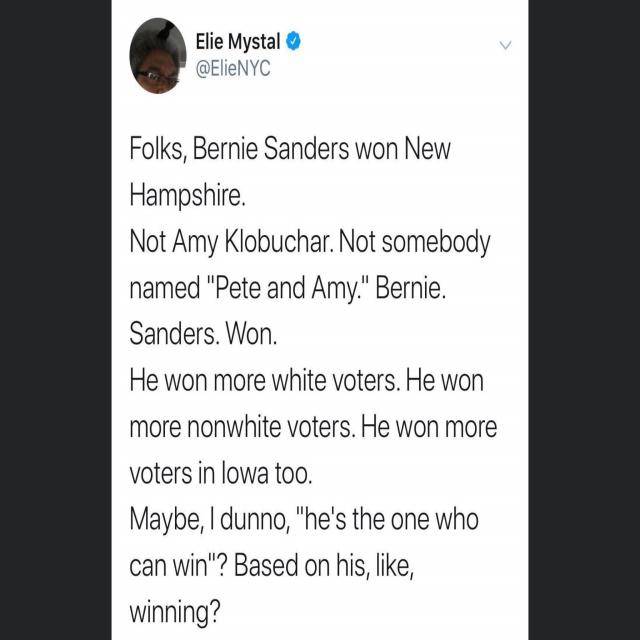 Elie Mystal
@ElieNYC
Folks, Bernie Sanders won New
Hampshire.
Not Amy Klobuchar. Not somebody
named "Pete and Amy." Bernie.
Sanders. Won.
He won more white voters. He won
more nonwhite voters. He won more
voters in Iowa too.
Maybe, I dunno, "he's the one who
can win"? Based on his, like,
winning?